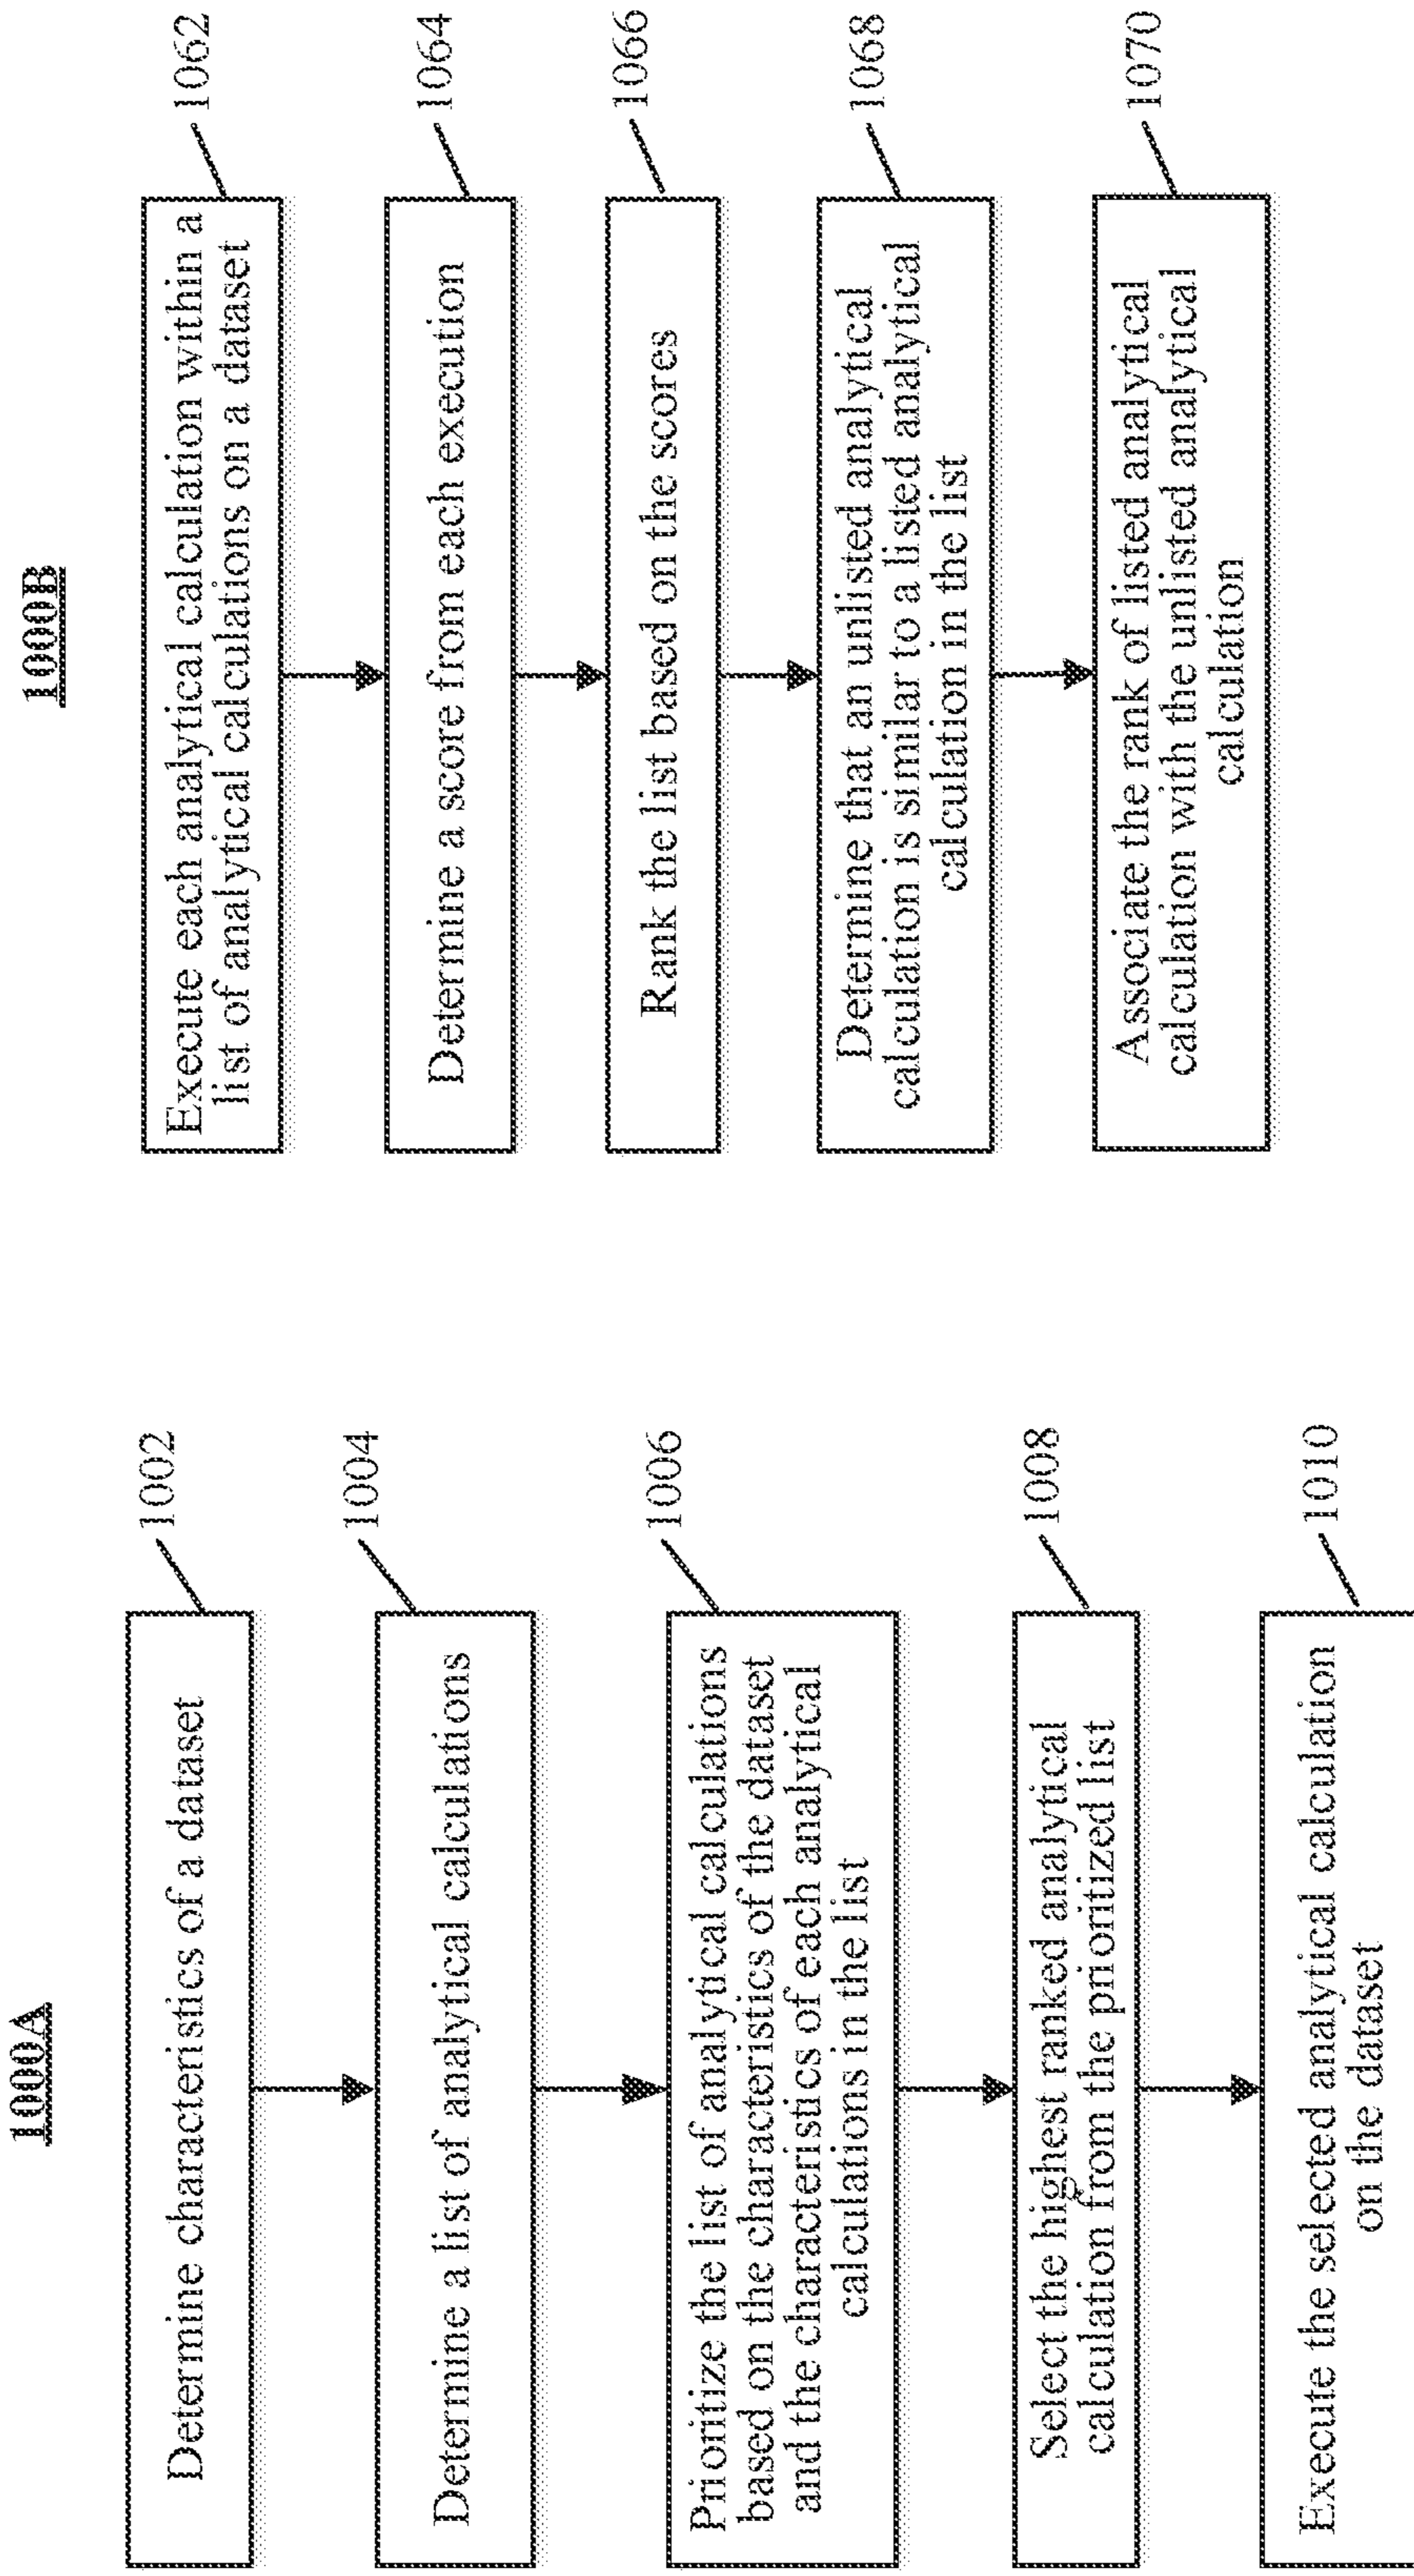 1000A
Determine characteristics of a dataset
1002
Determine a list of analytical calculations
1004
Prioritize the list of analytical calculations
based on the characteristics of the dataset
and the characteristics of each analytical
calculations in the list
1006
Select the highest ranked analytical
calculation from the prioritized list
1008
Execute the selected analytical calculation
on the dataset
1010
1000B
Execute each analytical calculation within a
list of analytical calculations on a dataset
1062
Determine a score from each execution
1064
Rank the list based on the scores
1066
Determine that an unlisted analytical
calculation is similar to a listed analytical
calculation in the list
1068
Associate the rank of listed analytical
calculation with the unlisted analytical
calculation
1070